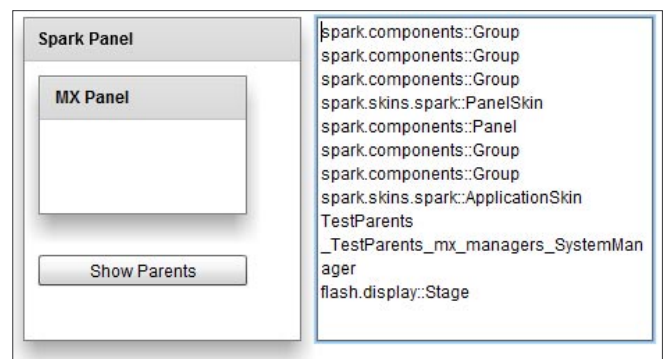 Spark Panel
MX Panel
Show Parents
spark.components::Group
spark.components::Group
spark.components::Group
spark.skins.spark::PanelSkin
spark.components::Panel
spark.components::Group
spark.components::Group
spark.skins.spark::ApplicationSkin
TestParents
_TestParents_mx_managers_SystemMan
ager
flash.display::Stage